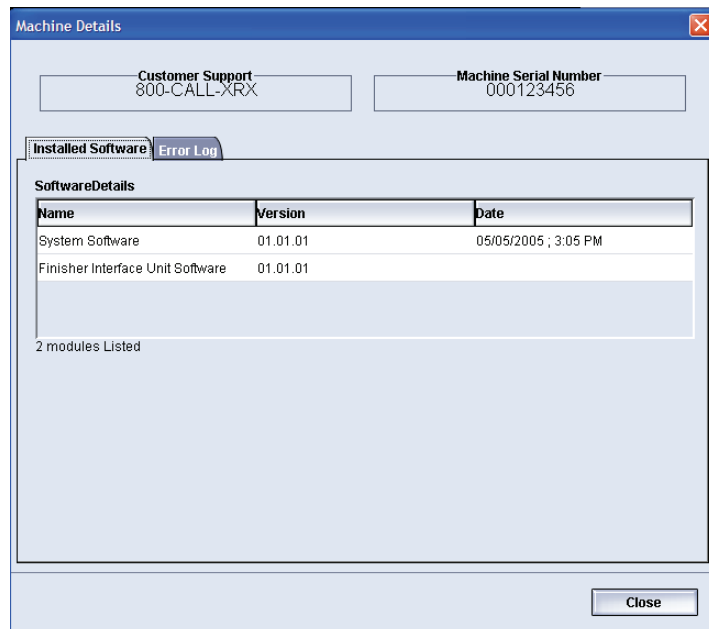 Machine Details
Customer Support
800-CALL-XRX
Machine Serial Number
000123456
Installed Software Error Log
SoftwareDetails
Name Version Date
System Software 01.01.01 05/05/2005 ; 3:05 PM
Finisher Interface Unit Software 01.01.01
2 modules Listed
Close